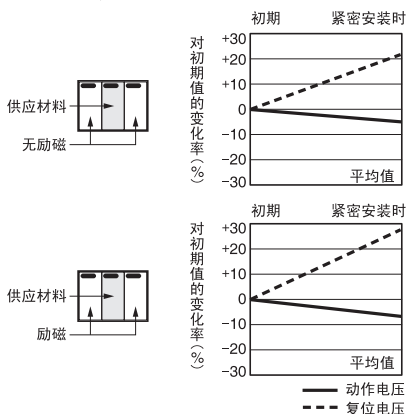 初期 紧密安装时
对初期值的变化率(%)
+30
+20
+10
0
−10
−20
−30
平均值
供应材料
无励磁
初期 紧密安装时
对初期值的变化率(%)
+30
+20
+10
0
−10
−20
−30
平均值
供应材料
励磁
动作电压
复位电压